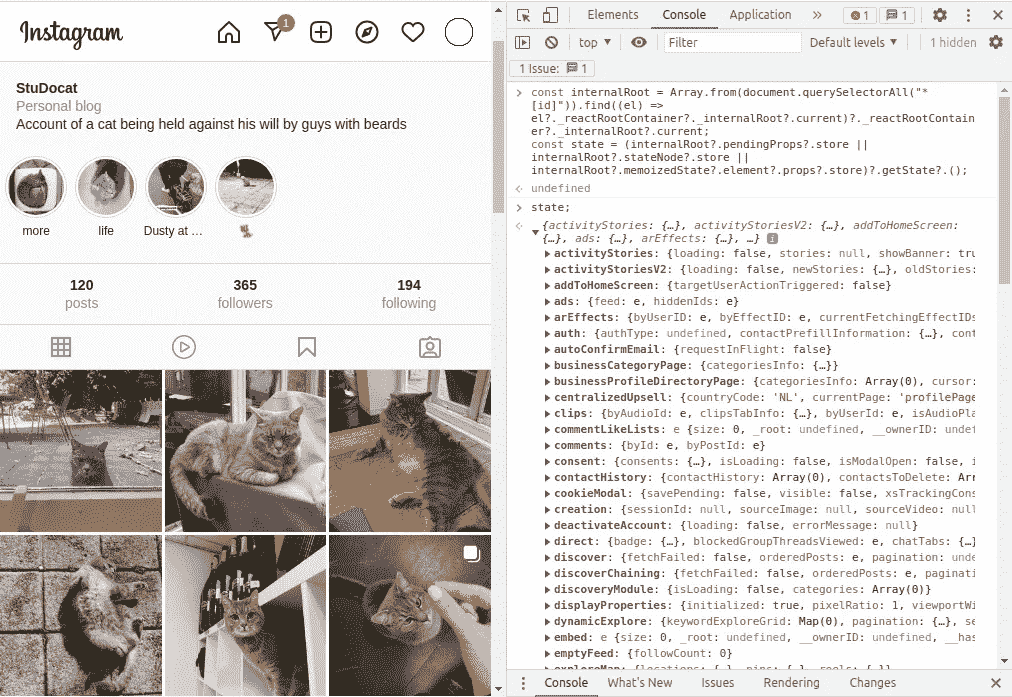 Instagram
1
StuDocat
Personal blog
Account of a cat being held against his will by guys with beards
more
life
Dusty at ...
120
posts
365
followers
194
following
Elements
Console
Application
»
1
1
top ▼
Filter
Default levels ▼
1 hidden
1 Issue:
1
const internalRoot = Array.from(document.querySelectorAll("*
[id]")).find((el) =>
el?._reactRootContainer?._internalRoot?.current)?._reactRootContain
er?._internalRoot?.current;
const state = (internalRoot?.pendingProps?.store ||
internalRoot?.stateNode?.store ||
internalRoot?.memoizedState?.element?.props?.store)?.getState?.();
undefined
state;
{activityStories: {…}, activityStoriesV2: {…}, addToHomeScreen:
{…}, ads: {…}, arEffects: {…}, …}
activityStories: {loading: false, stories: null, showBanner: tru
activityStoriesV2: {loading: false, newStories: {…}, oldStories:
addToHomeScreen: {targetUserActionTriggered: false}
ads: {feed: e, hiddenIds: e}
arEffects: {byUserID: e, byEffectID: e, currentFetchingEffectIDs
auth: {authType: undefined, contactPrefillInformation: {…}, cont
autoConfirmEmail: {requestInFlight: false}
businessCategoryPage: {categoriesInfo: {…}}
businessProfileDirectoryPage: {categoriesInfo: Array(0), cursor:
centralizedUpsell: {countryCode: 'NL', currentPage: 'profilePage
clips: {byAudioId: e, clipsTabInfo: {…}, byUserId: e, isAudioPla
commentLikeLists: e {size: 0, _root: undefined, __ownerID: undef
comments: {byId: e, byPostId: e}
consent: {consents: {…}, isLoading: false, isModalOpen: false, i
contactHistory: {contactHistory: Array(0), contactsToDelete: Arr
cookieModal: {savePending: false, visible: false, xsTrackingCons
creation: {sessionId: null, sourceImage: null, sourceVideo: null
deactivateAccount: {loading: false, errorMessage: null}
direct: {badge: {…}, blockedGroupThreadsViewed: e, chatTabs: {…}
discover: {fetchFailed: false, orderedPosts: e, pagination: unde
discoverChaining: {fetchFailed: false, orderedPosts: e, paginati
discoveryModule: {isLoading: false, categories: Array(0)}
displayProperties: {initialized: true, pixelRatio: 1, viewportWi
dynamicExplore: {keywordExploreGrid: Map(0), pagination: {…}, se
embed: e {size: 0, _root: undefined, __ownerID: undefined, __has
emptyFeed: {followCount: 0}
exploreMap: {locations: {…}, pins: {…}, reels: {…}}
Console
What's New
Issues
Rendering
Changes